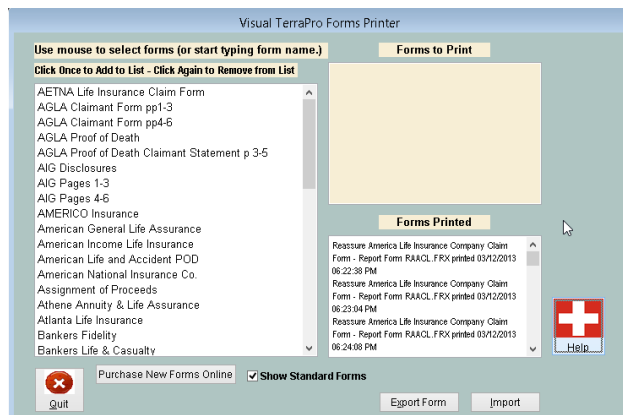 Visual TerraPro Forms Printer
Use mouse to select forms (or start typing form name.)
Click Once to Add to List - Click Again to Remove from List
AETNA Life Insurance Claim Form
AGLA Claimant Form pp1-3
AGLA Claimant Form pp4-6
AGLA Proof of Death
AGLA Proof of Death Claimant Statement p 3-5
AIG Disclosures
AIG Pages 1-3
AIG Pages 4-6
AMERICO Insurance
American General Life Assurance
American Income Life Insurance
American Life and Accident POD
American National Insurance Co.
Assignment of Proceeds
Athene Annuity & Life Assurance
Atlanta Life Insurance
Bankers Fidelity
Bankers Life & Casualty
Forms to Print
Forms Printed
Reassure America Life Insurance Company Claim
Form - Report Form RAACL.FRX printed 03/12/2013
06:22:38 PM
Reassure America Life Insurance Company Claim
Form - Report Form RAACL.FRX printed 03/12/2013
06:23:04 PM
Reassure America Life Insurance Company Claim
Form - Report Form RAACL.FRX printed 03/12/2013
06:24:08 PM
Help
Quit
Purchase New Forms Online
Show Standard Forms
Export Form
Import